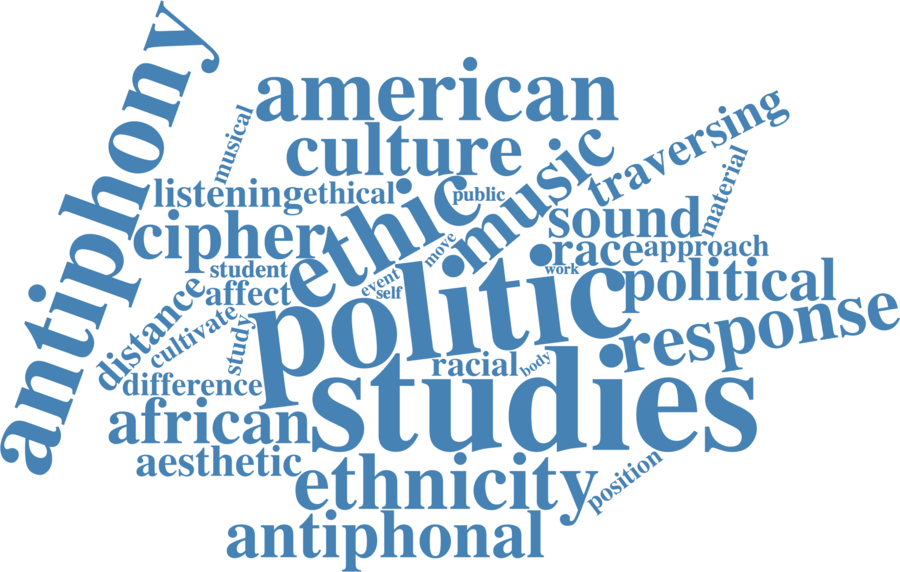 antiphony
american
musical
culture
music
traversing
listening
ethical
ethic
public
material
cipher
sound
move
race
approach
student
event
work
affect
self
politic
political
distance
cultivate
study
response
racial
body
difference
studies
african
aesthetic
ethnicity
position
antiphonal